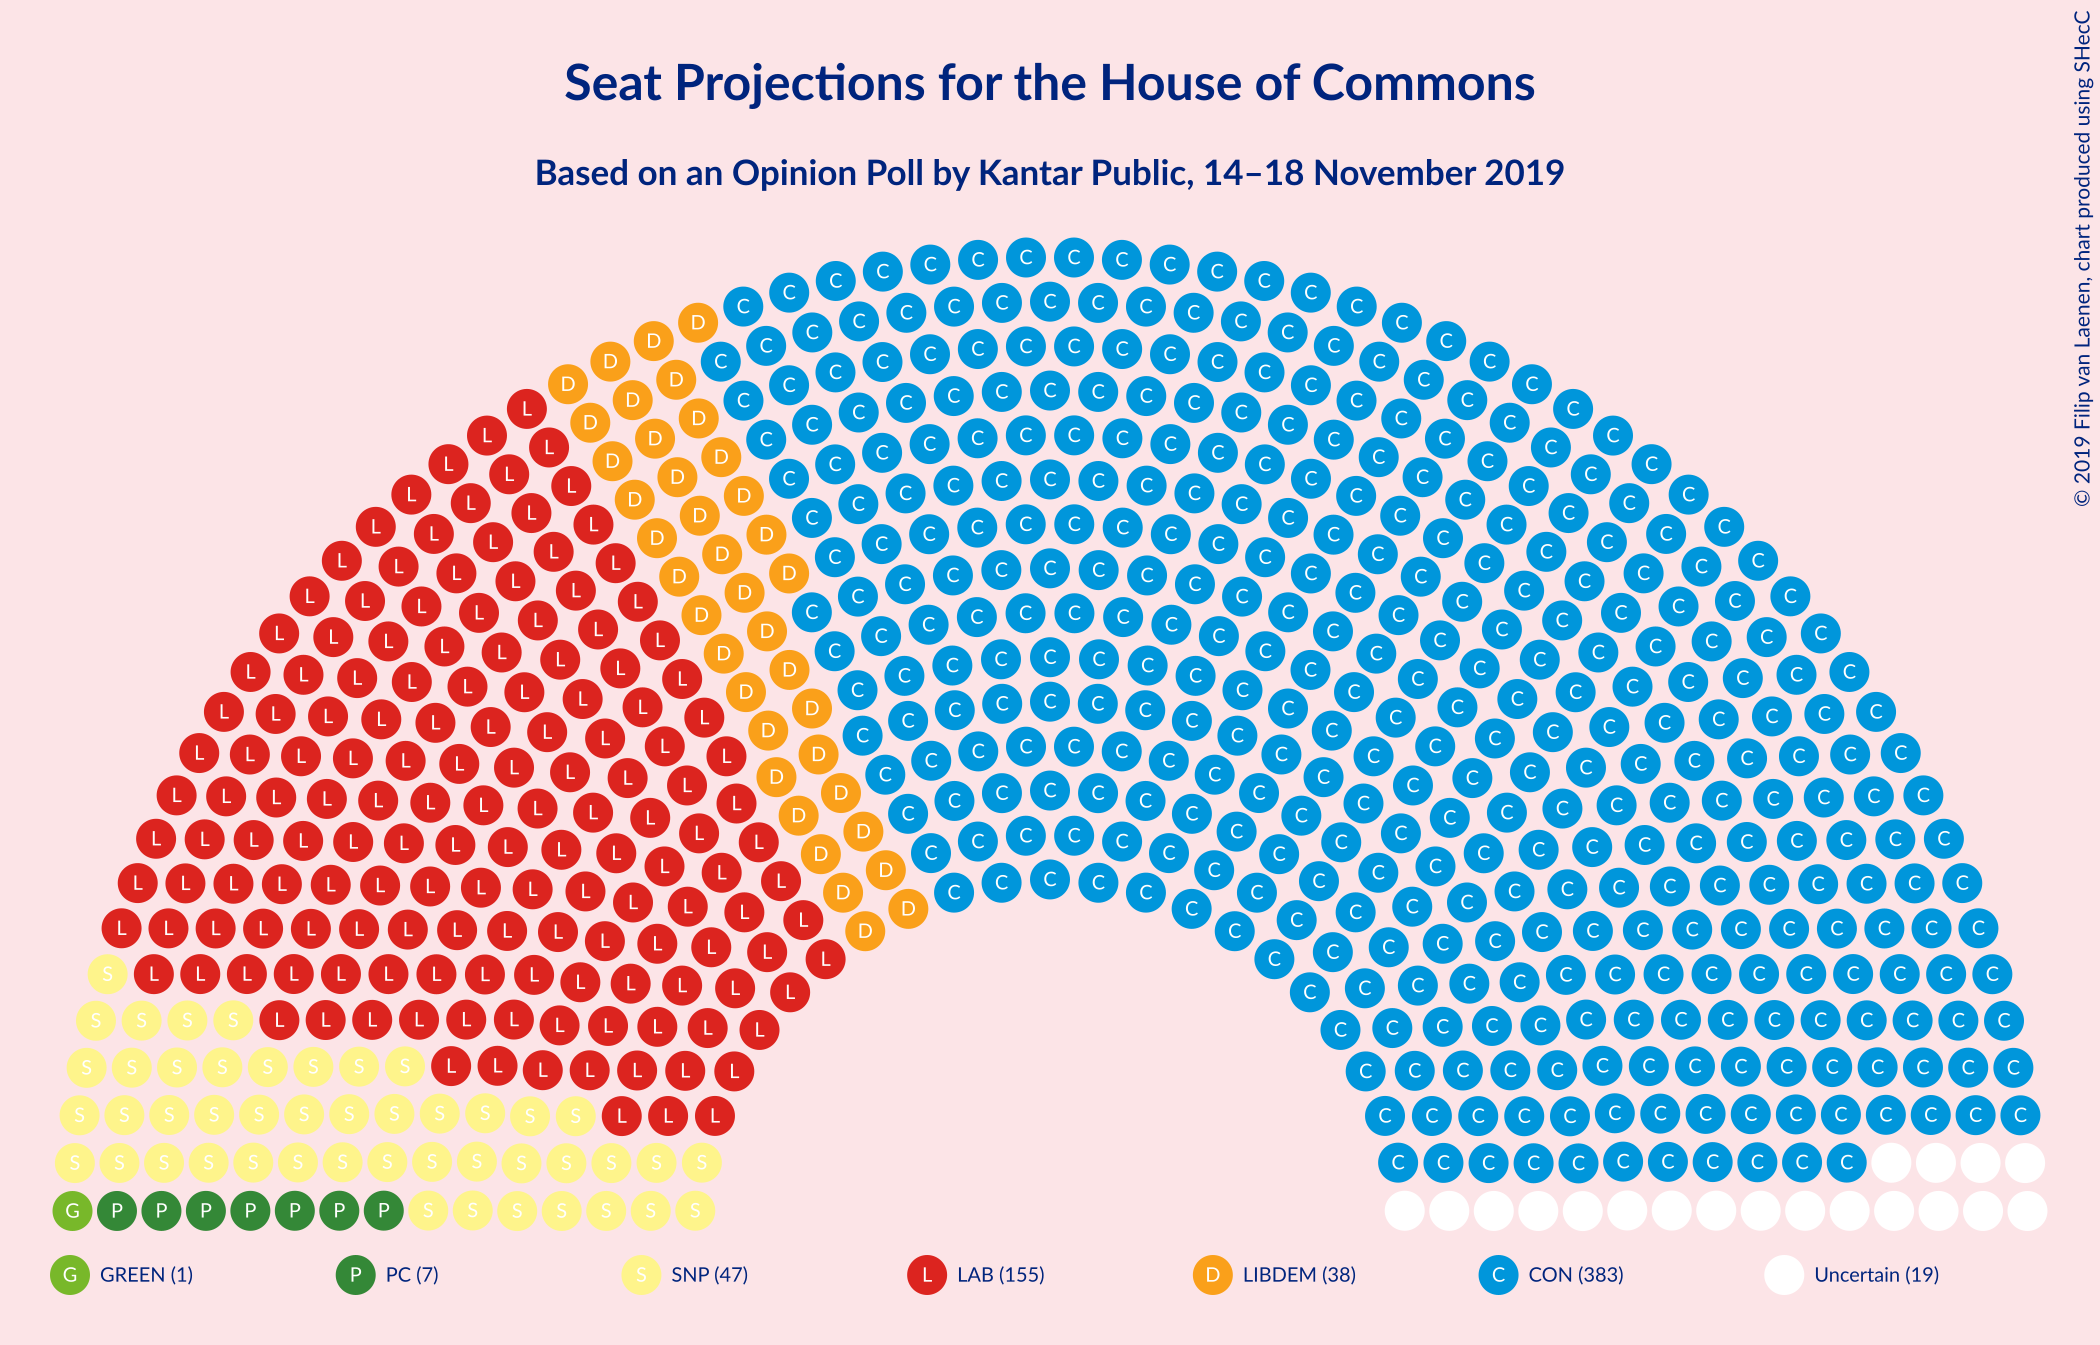 Seat Projections for the House of Commons
Based on an Opinion Poll by Kantar Public, 14–18 November 2019
© 2019 Filip van Laenen, chart produced using SHecC
G GREEN (1)
P PC (7)
S SNP (47)
L LAB (155)
D LIBDEM (38)
C CON (383)
Uncertain (19)